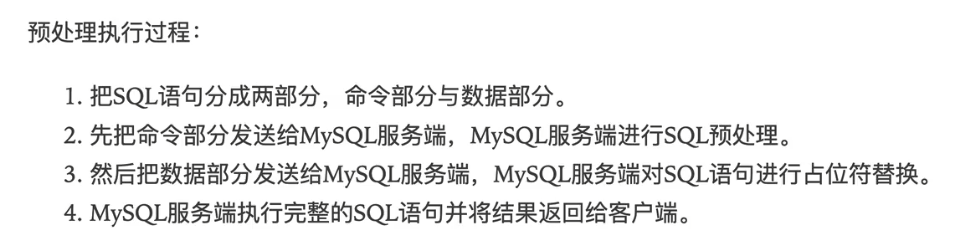 预处理执行过程：
1. 把SQL语句分成两部分，命令部分与数据部分。
2. 先把命令部分发送给MySQL服务端，MySQL服务端进行SQL预处理。
3. 然后把数据部分发送给MySQL服务端，MySQL服务端对SQL语句进行占位符替换。
4. MySQL服务端执行完整的SQL语句并将结果返回给客户端。